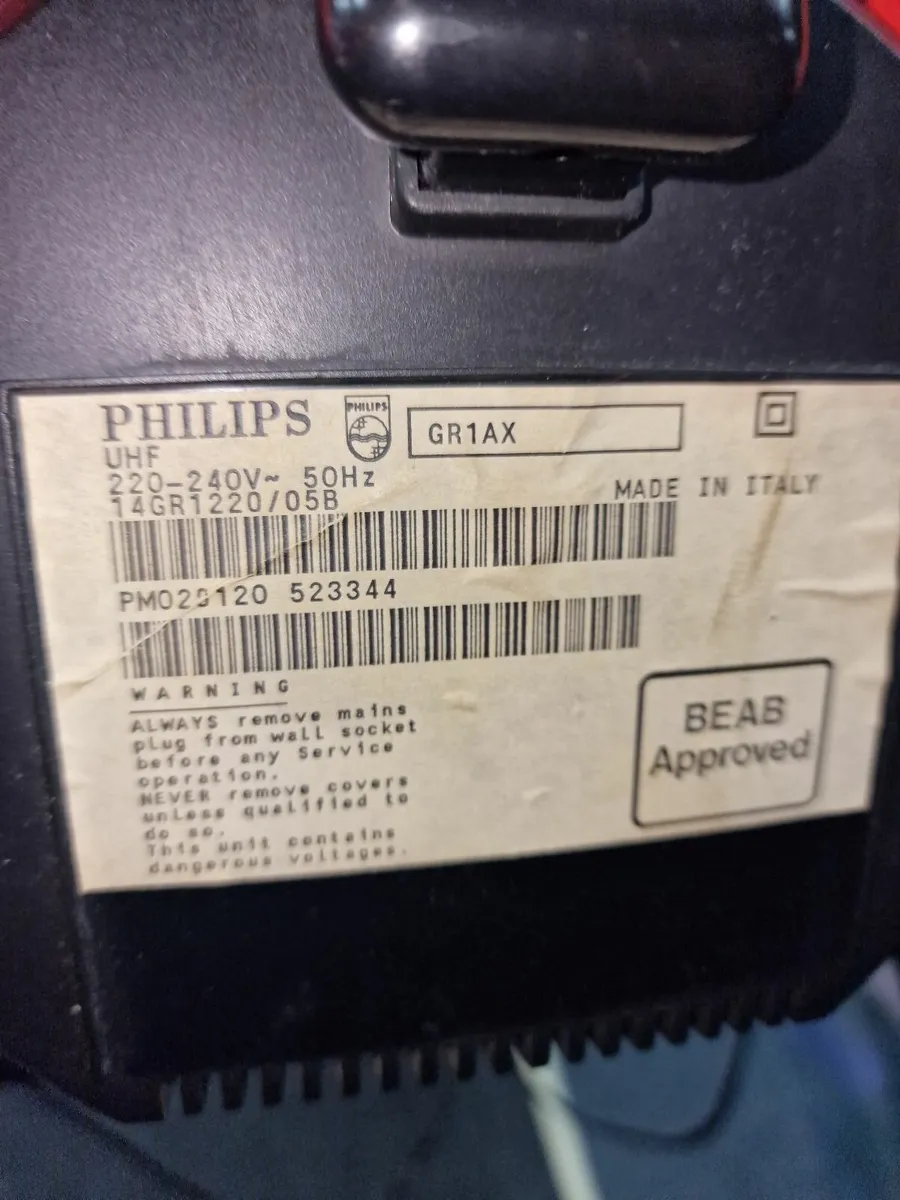 PHILIPS
PHILIPS
GR1AX
UHF
220-240V~ 50Hz
14GR1220/05B
MADE IN ITALY
PM029120 523344
WARNING
ALWAYS remove mains
plug from wall socket
before any Service
operation.
NEVER remove covers
unless qualified to
do so.
This unit contains
dangerous voltages.
BEAB
Approved